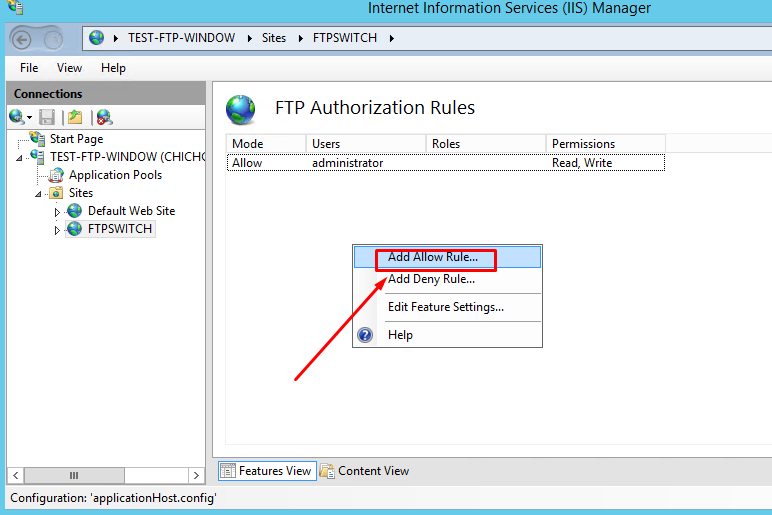 Internet Information Services (IIS) Manager
TEST-FTP-WINDOW Sites FTPSWITCH
File View Help
Connections
Start Page
TEST-FTP-WINDOW (CHICHO
Application Pools
Sites
Default Web Site
FTPSWITCH
FTP Authorization Rules
Mode Users Roles Permissions
Allow administrator Read, Write
Add Allow Rule...
Add Deny Rule...
Edit Feature Settings...
Help
Features View Content View
Configuration: 'applicationHost.config'